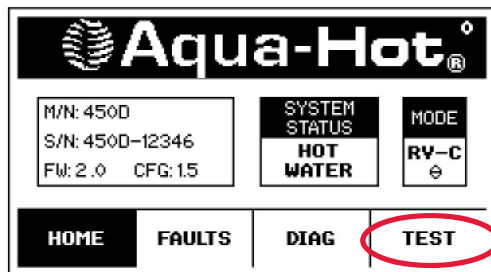 Aqua-Hot®
M/N: 450D
S/N: 450D-12346
FW: 2.0 CFG: 1.5
SYSTEM
STATUS
HOT
WATER
MODE
RV-C
HOME FAULTS DIAG TEST